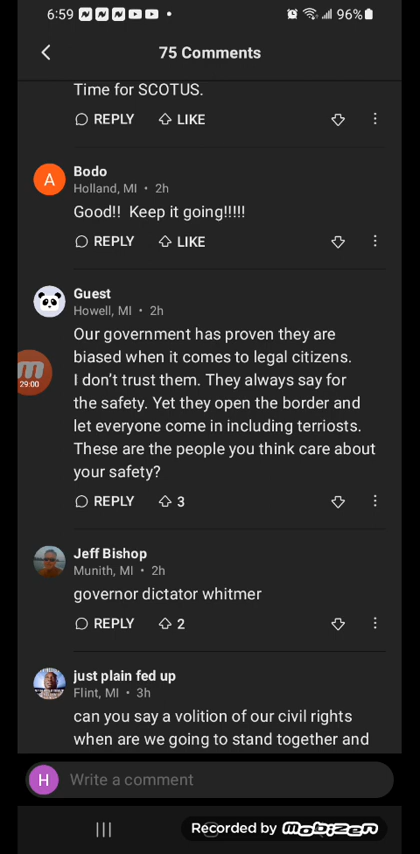 6:59 96%
75 Comments
Time for SCOTUS.
REPLY LIKE
A
Bodo
Holland, MI • 2h
Good!! Keep it going!!!!!
REPLY LIKE
Guest
Howell, MI • 2h
Our government has proven they are
biased when it comes to legal citizens.
I don't trust them. They always say for
the safety. Yet they open the border and
let everyone come in including terriosts.
These are the people you think care about
your safety?
m
29:00
REPLY 3
Jeff Bishop
Munith, MI • 2h
governor dictator whitmer
REPLY 2
just plain fed up
Flint, MI • 3h
can you say a volition of our civil rights
when are we going to stand together and
H Write a comment
Recorded by mobizen